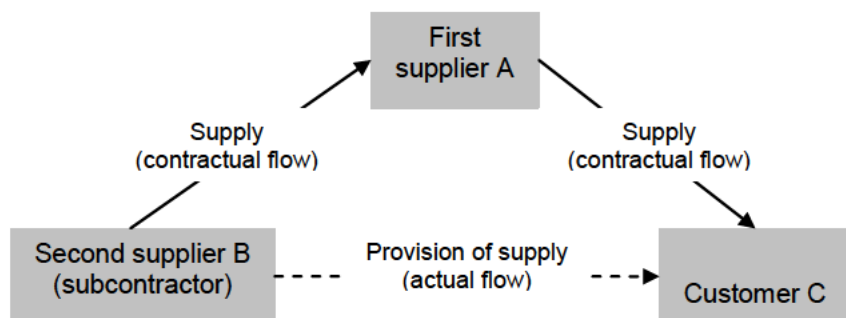 First
supplier A
Supply
(contractual flow)
Supply
(contractual flow)
Second supplier B
(subcontractor)
Provision of supply
(actual flow)
Customer C